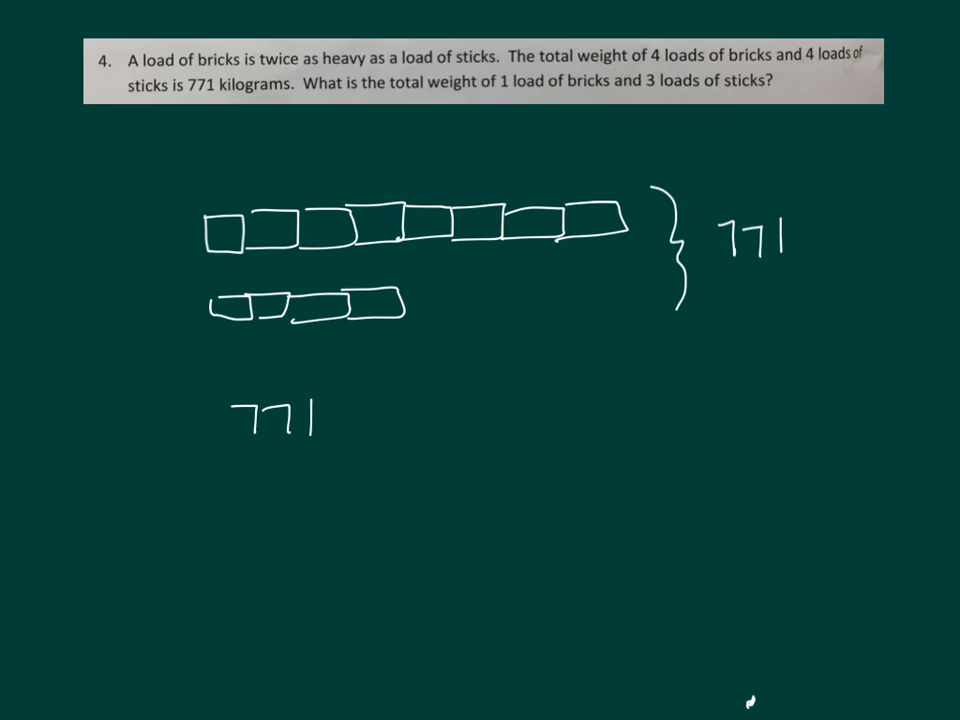 4. A load of bricks is twice as heavy as a load of sticks. The total weight of 4 loads of bricks and 4 loads of
sticks is 771 kilograms. What is the total weight of 1 load of bricks and 3 loads of sticks?
771
771